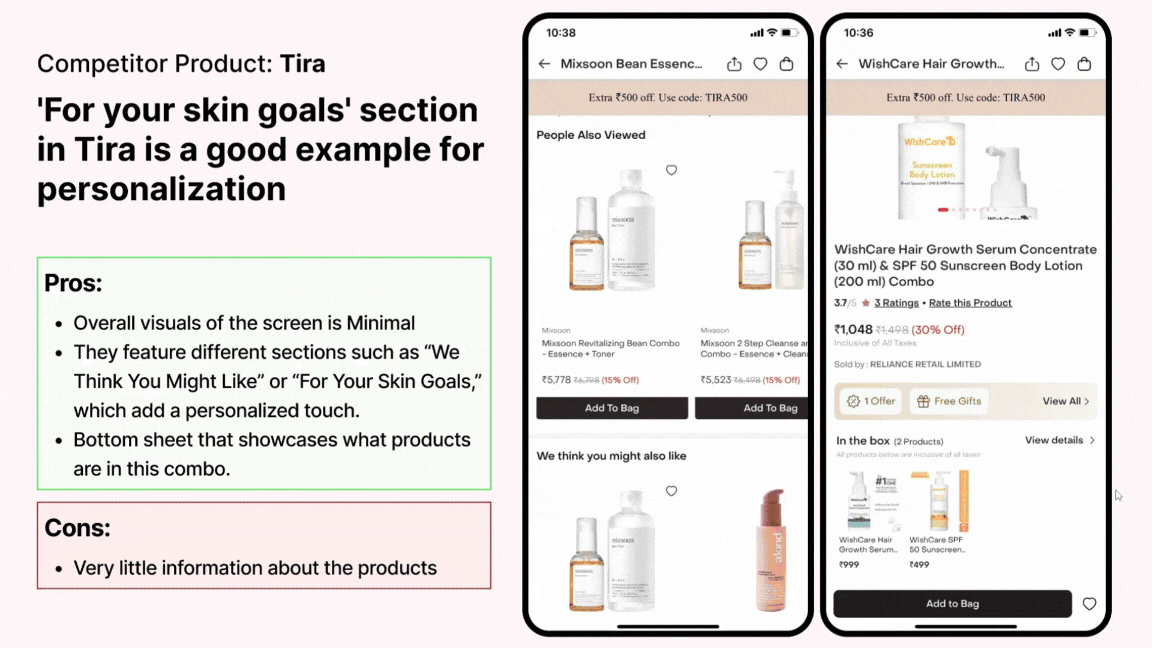 Competitor Product: Tira
'For your skin goals' section
in Tira is a good example for
personalization
Pros:
• Overall visuals of the screen is Minimal
• They feature different sections such as “We
Think You Might Like” or “For Your Skin Goals,”
which add a personalized touch.
• Bottom sheet that showcases what products
are in this combo.
Cons:
• Very little information about the products
10:38
Mixsoon Bean Essenc...
Extra ₹500 off. Use code: TIRA500
People Also Viewed
mixsoon
Mixsoon
Mixsoon Revitalizing Bean Combo
- Essence + Toner
₹5,778 ₹6,798 (15% Off)
Add To Bag
Mixsoon
Mixsoon 2 Step Cleanse an
Combo - Essence + Clean
₹5,523 ₹6,498 (15% Off)
Add To Bag
We think you might also like
mixsoon
akind
10:36
WishCare Hair Growth...
Extra ₹500 off. Use code: TIRA500
WishCare
Sunscreen
Body Lotion
WishCare Hair Growth Serum Concentrate
(30 ml) & SPF 50 Sunscreen Body Lotion
(200 ml) Combo
3.7/5 ★ 3 Ratings • Rate this Product
₹1,048 ₹1,498 (30% Off)
Inclusive of All Taxes
Sold by : RELIANCE RETAIL LIMITED
1 Offer
Free Gifts
View All >
In the box (2 Products)
View details >
All products below are inclusive of all taxes
#1
WishCare Hair
Growth Serum...
₹999
WishCare SPF
50 Sunscreen...
₹499
Add to Bag